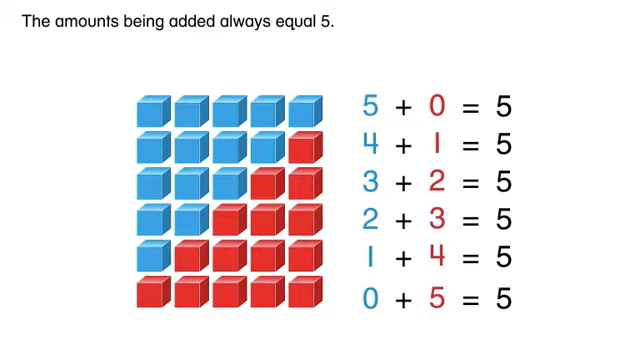 The amounts being added always equal 5.
5 + 0 = 5
4 + 1 = 5
3 + 2 = 5
2 + 3 = 5
1 + 4 = 5
0 + 5 = 5